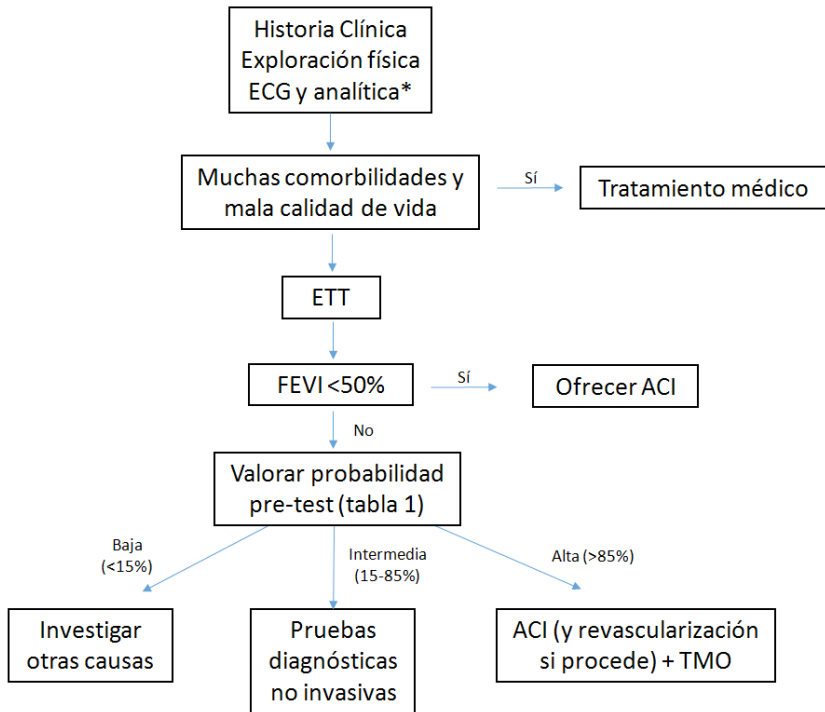 Historia Clínica
Exploración física
ECG y analítica*
Muchas comorbilidades y
mala calidad de vida
Sí
Tratamiento médico
ETT
FEVI <50%
Sí
Ofrecer ACI
No
Valorar probabilidad
pre-test (tabla 1)
Baja
(<15%)
Intermedia
(15-85%)
Alta (>85%)
Investigar
otras causas
Pruebas
diagnósticas
no invasivas
ACI (y revascularización
si procede) + TMO